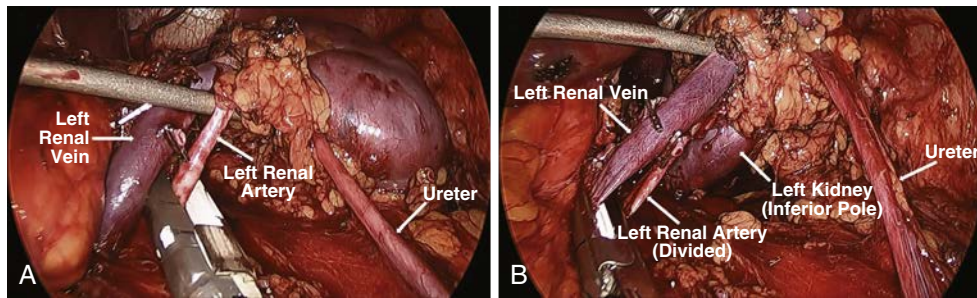 Left
Renal
Vein
Left Renal
Artery
Ureter
A
Left Renal Vein
Ureter
Left Kidney
(Inferior Pole)
Left Renal Artery
(Divided)
B